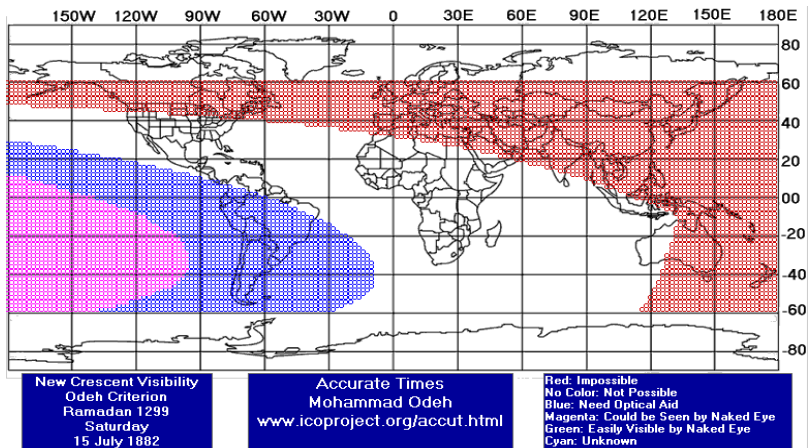 150W 120W 90W 60W 30W 0 30E 60E 90E 120E 150E 180E
80
60
40
20
00
-20
-40
-60
-80
New Crescent Visibility
Odeh Criterion
Ramadan 1299
Saturday
15 July 1882
Accurate Times
Mohammad Odeh
www.icoproject.org/accut.html
Red: Impossible
No Color: Not Possible
Blue: Need Optical Aid
Magenta: Could be Seen by Naked Eye
Green: Easily Visible by Naked Eye
Cyan: Unknown